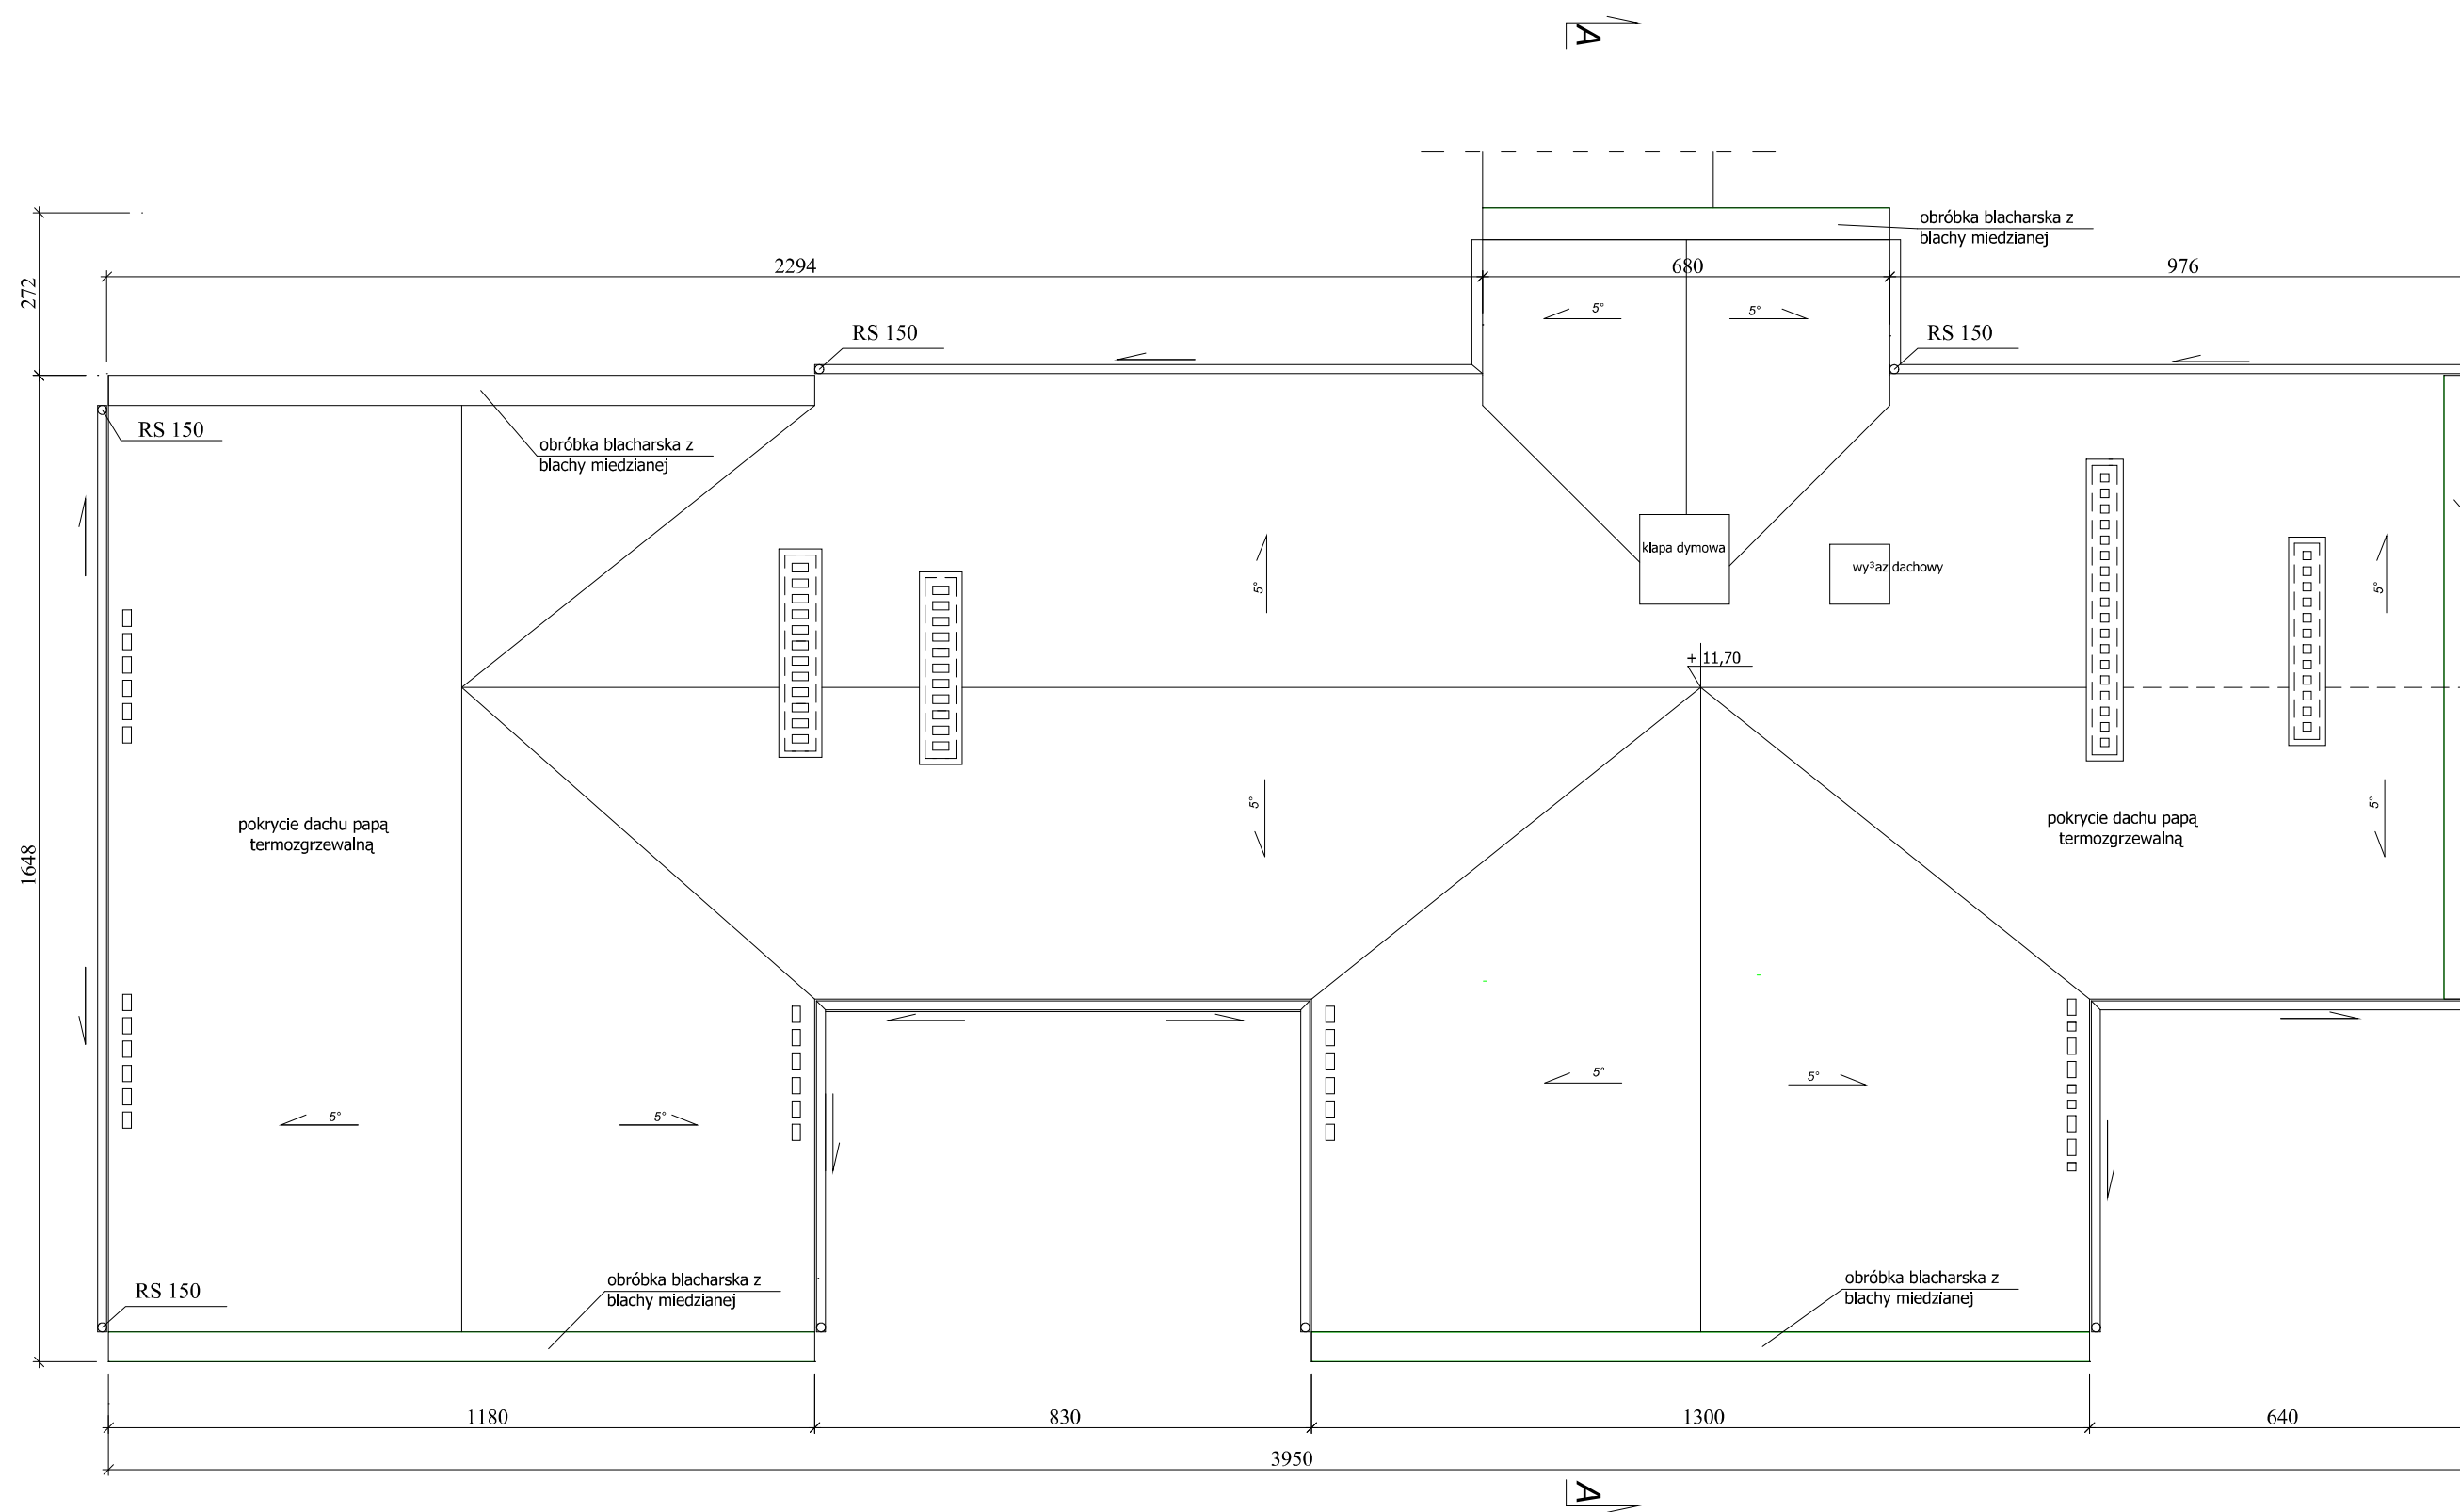 A
obróbka blacharska z
blachy miedzianej
2294
680
976
272
5°
5°
RS 150
RS 150
RS 150
obróbka blacharska z
blachy miedzianej
klapa dymowa
wy³az dachowy
5°
5°
+ 11,70
5°
5°
pokrycie dachu papą
termozgrzewalną
pokrycie dachu papą
termozgrzewalną
1648
5°
5°
5°
5°
RS 150
obróbka blacharska z
blachy miedzianej
obróbka blacharska z
blachy miedzianej
1180
830
1300
640
3950
A